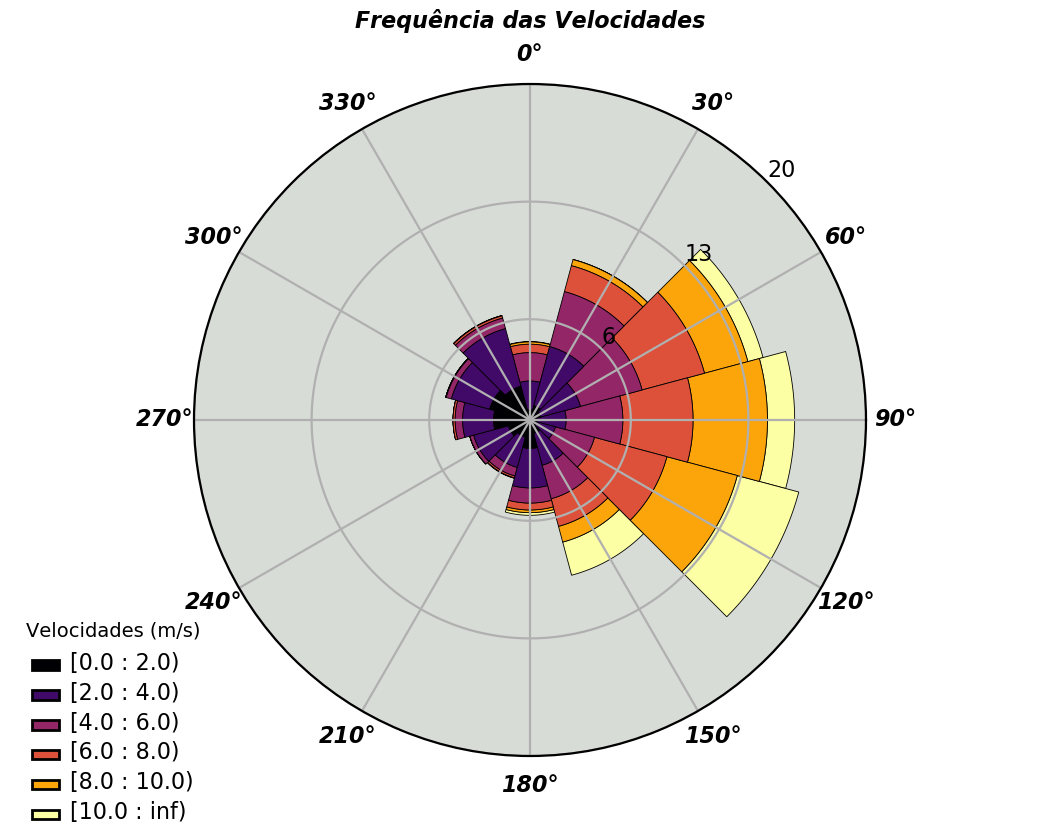 Frequência das Velocidades
0°
330°
30°
20
300°
60°
13
6
270°
90°
240°
120°
210°
150°
180°
Velocidades (m/s)
[0.0 : 2.0)
[2.0 : 4.0)
[4.0 : 6.0)
[6.0 : 8.0)
[8.0 : 10.0)
[10.0 : inf)